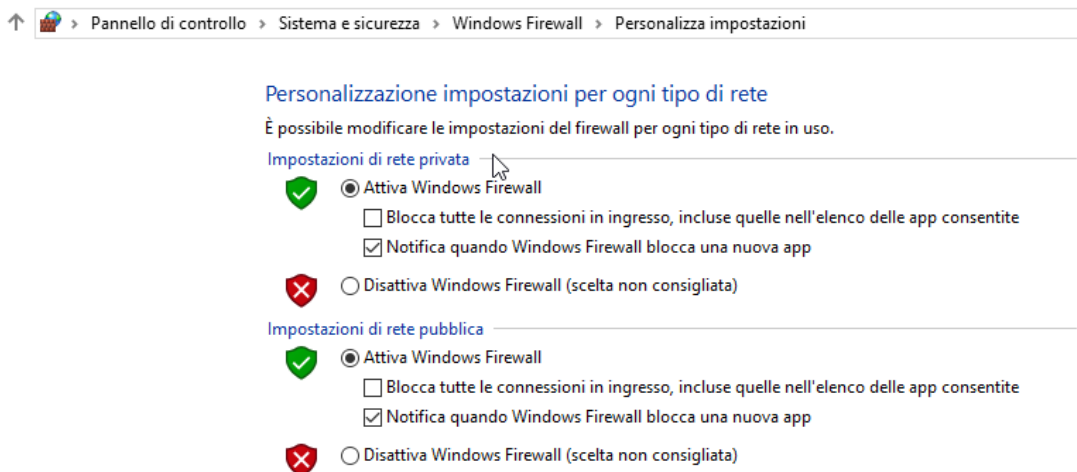 Pannello di controllo > Sistema e sicurezza > Windows Firewall > Personalizza impostazioni
Personalizzazione impostazioni per ogni tipo di rete
È possibile modificare le impostazioni del firewall per ogni tipo di rete in uso.
Impostazioni di rete privata
Attiva Windows Firewall
Blocca tutte le connessioni in ingresso, incluse quelle nell'elenco delle app consentite
Notifica quando Windows Firewall blocca una nuova app
Disattiva Windows Firewall (scelta non consigliata)
Impostazioni di rete pubblica
Attiva Windows Firewall
Blocca tutte le connessioni in ingresso, incluse quelle nell'elenco delle app consentite
Notifica quando Windows Firewall blocca una nuova app
Disattiva Windows Firewall (scelta non consigliata)